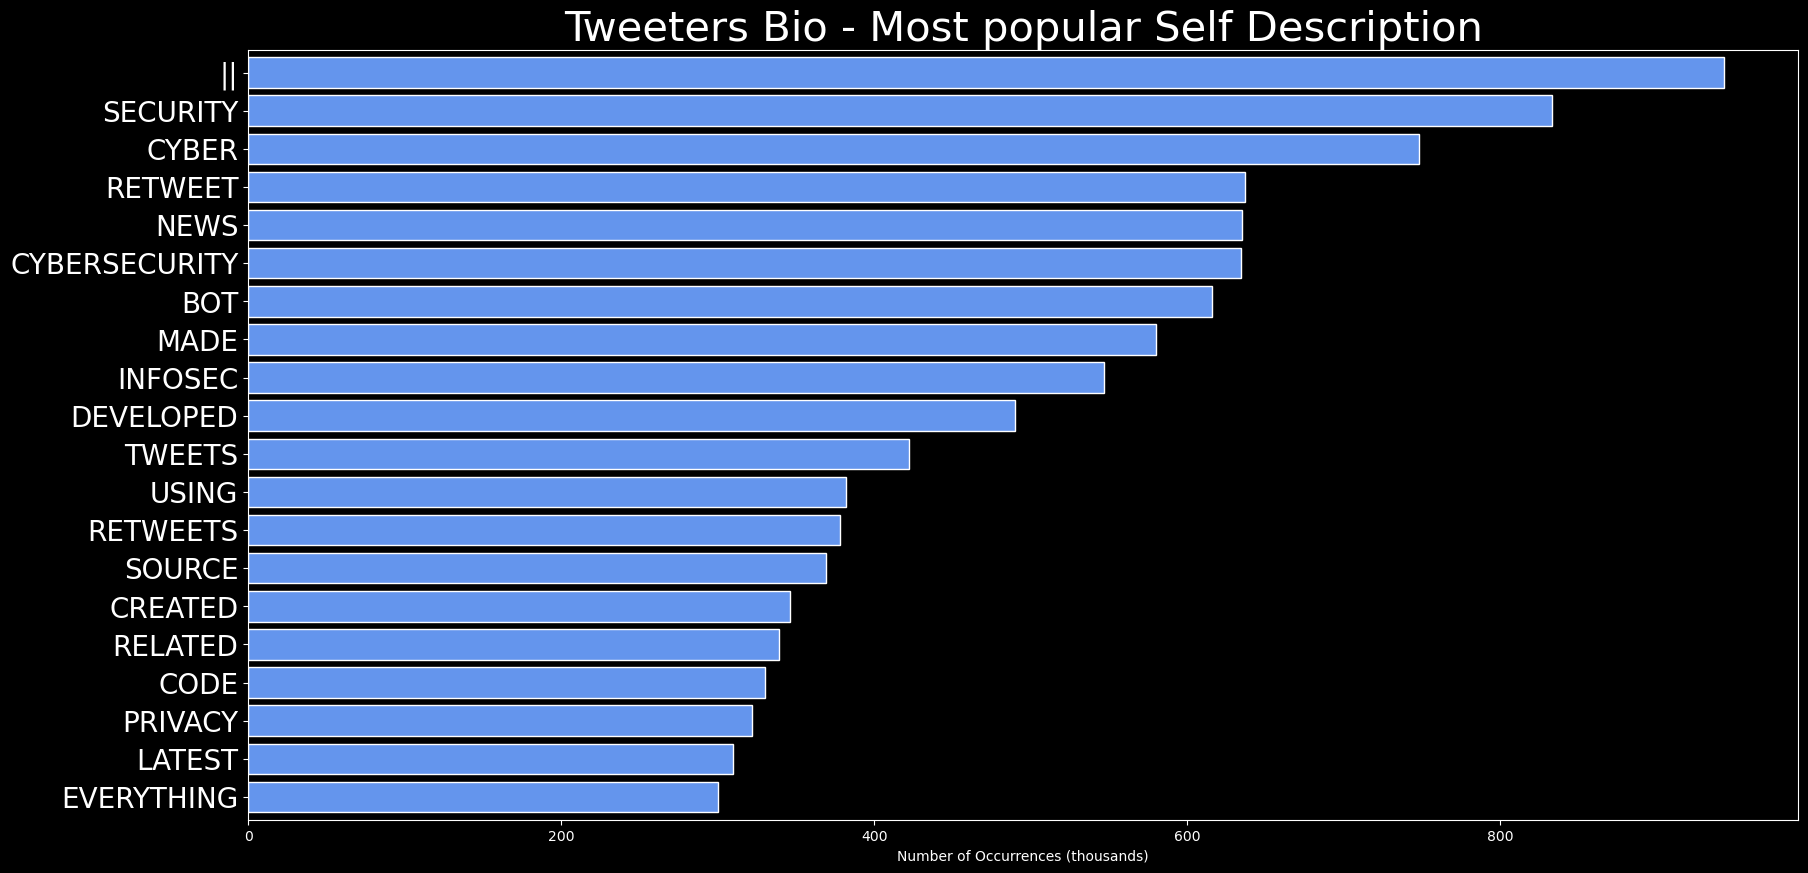 Tweeters Bio - Most popular Self Description
||
SECURITY
CYBER
RETWEET
NEWS
CYBERSECURITY
BOT
MADE
INFOSEC
DEVELOPED
TWEETS
USING
RETWEETS
SOURCE
CREATED
RELATED
CODE
PRIVACY
LATEST
EVERYTHING
0 200 400 600 800
Number of Occurrences (thousands)